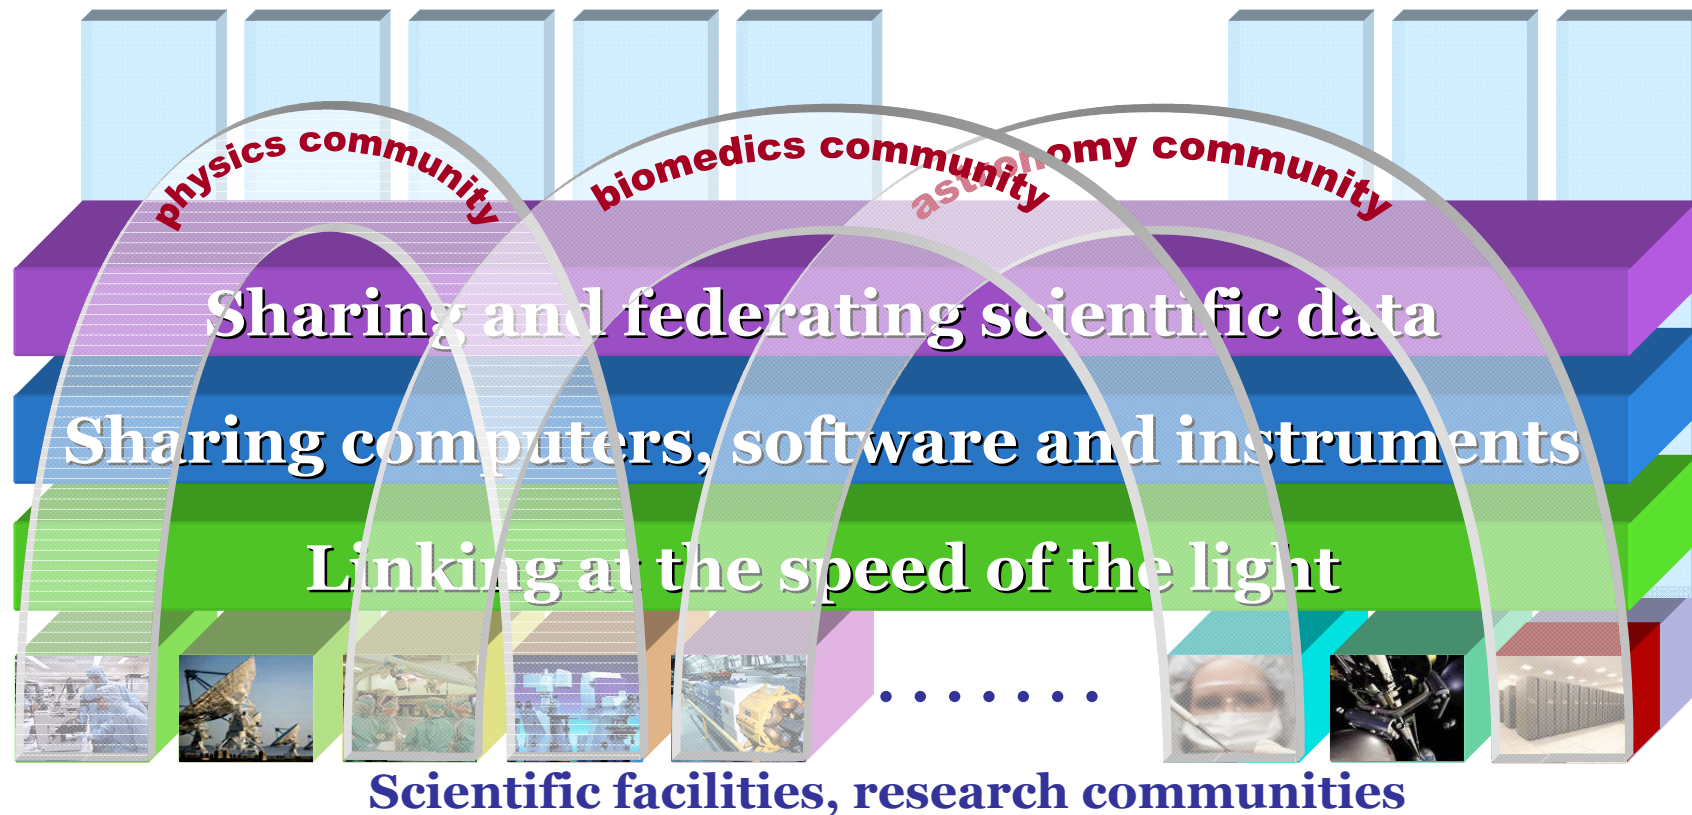 physics community
biomedics community
astronomy community
Sharing and federating scientific data
Sharing computers, software and instruments
Linking at the speed of the light
Scientific facilities, research communities